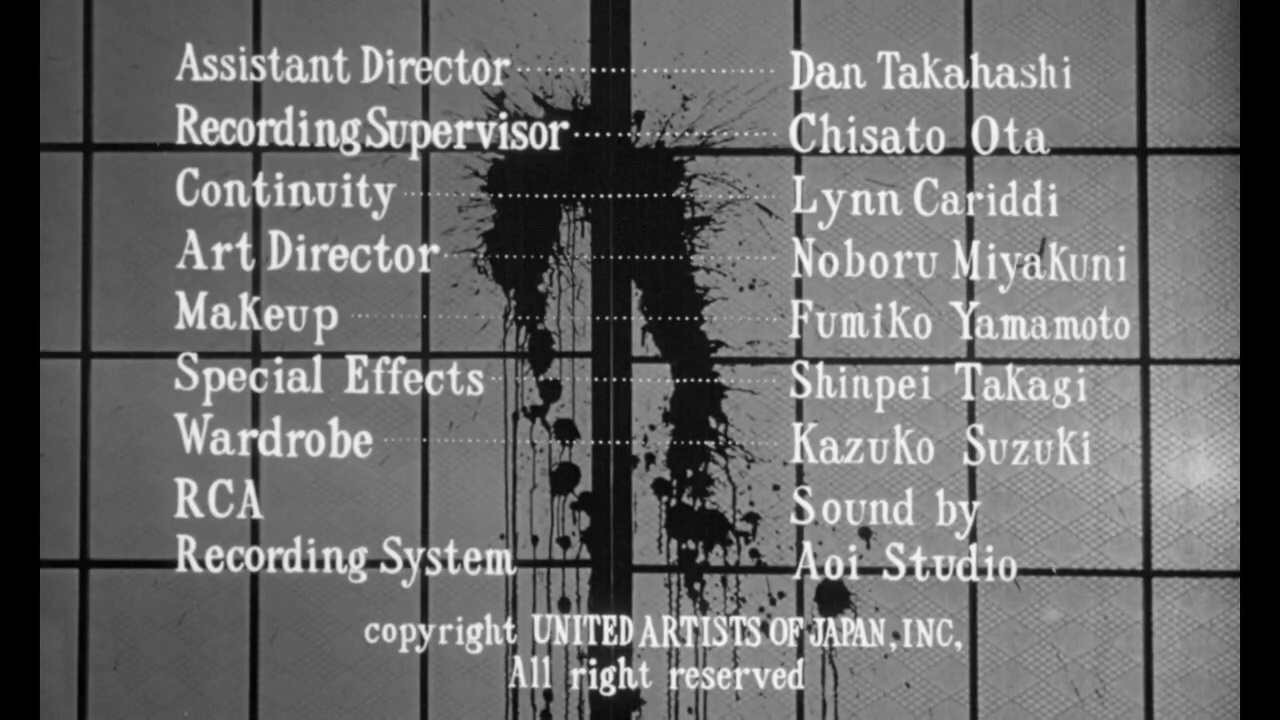 Assistant Director Dan Takahashi
Recording Supervisor Chisato Ota
Continuity Lynn Cariddi
Art Director Noboru Miyakuni
Makeup Fumiko Yamamoto
Special Effects Shinpei Takagi
Wardrobe Kazuko Suzuki
RCA Sound by
Recording System Aoi Studio
copyright UNITED ARTISTS OF JAPAN, INC,
All right reserved